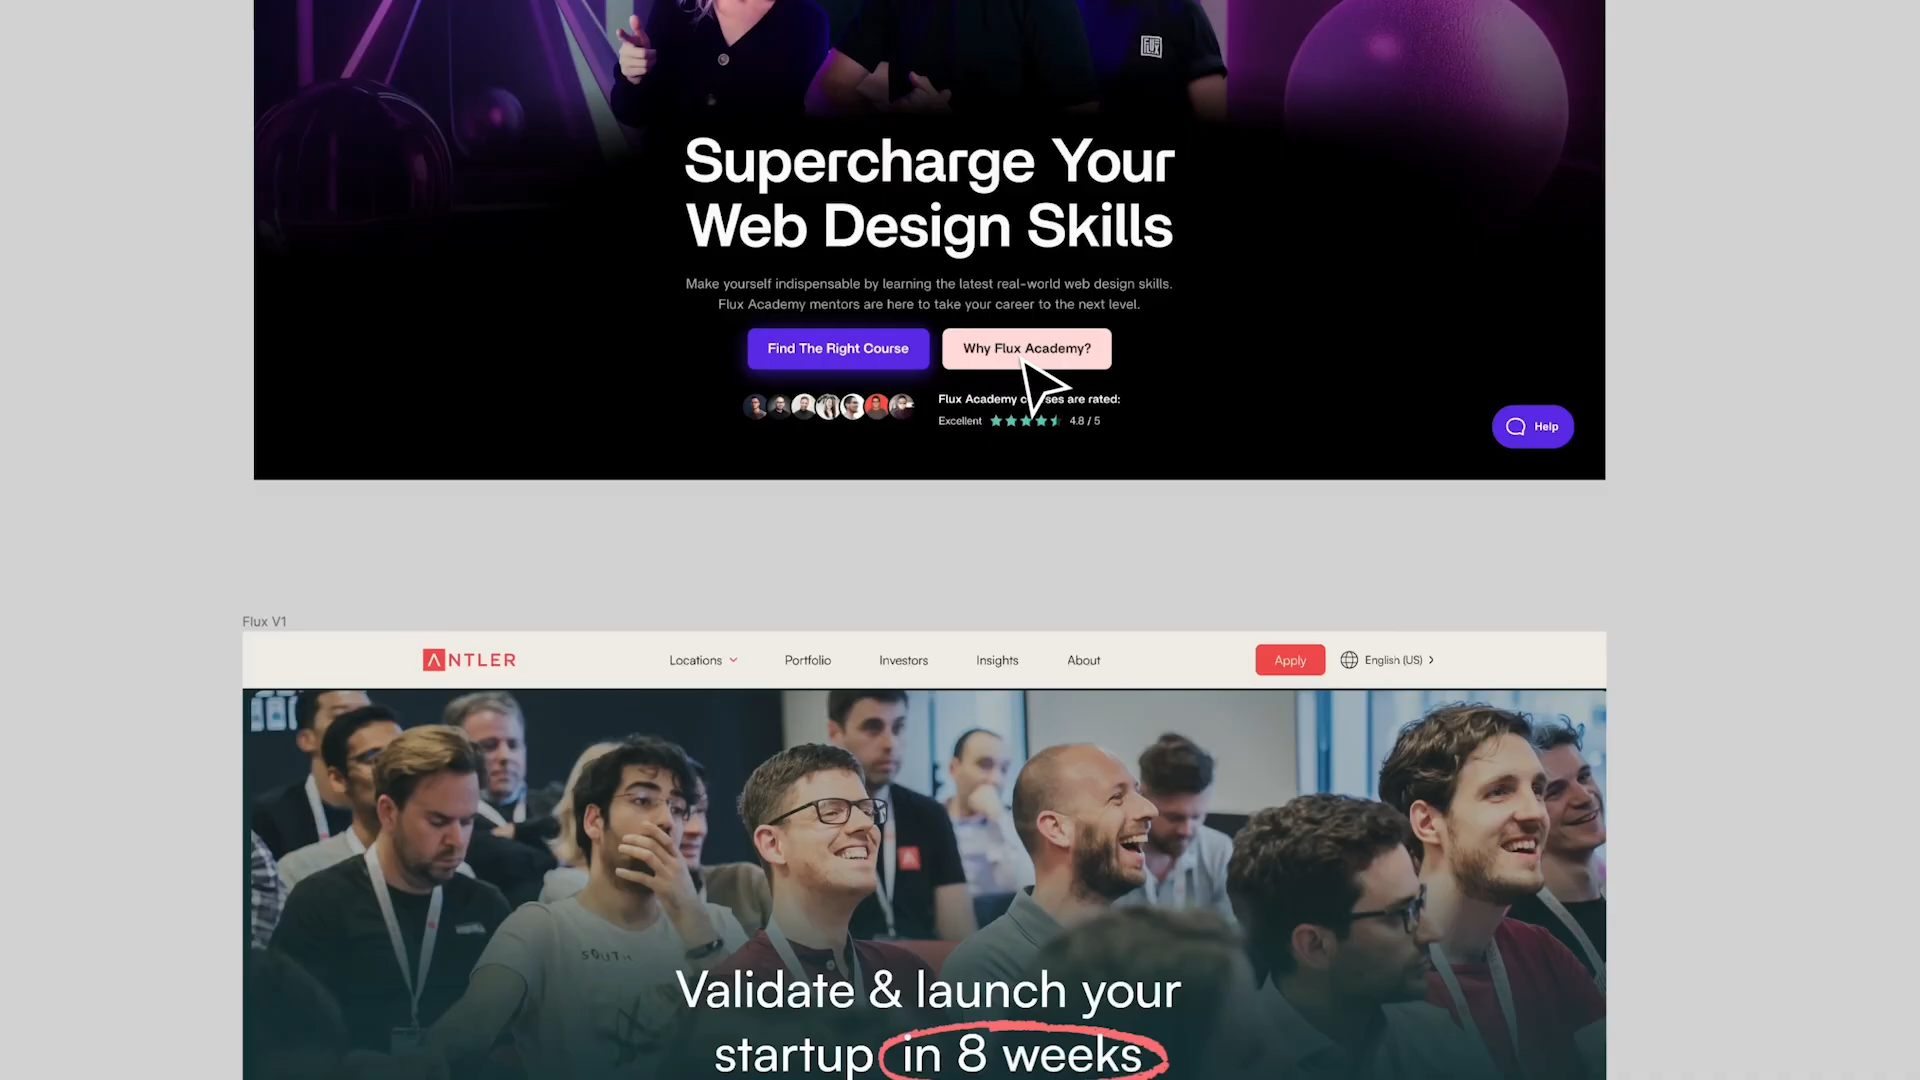 FLUX
Supercharge Your
Web Design Skills
Make yourself indispensable by learning the latest real-world web design skills.
Flux Academy mentors are here to take your career to the next level.
Find The Right Course
Why Flux Academy?
Flux Academy are rated:
Excellent
4.8 / 5
Help
Flux V1
ANTLER
Locations
Portfolio
Investors
Insights
About
Apply
English (US)
SOUTH
Validate & launch your
startup in 8 weeks